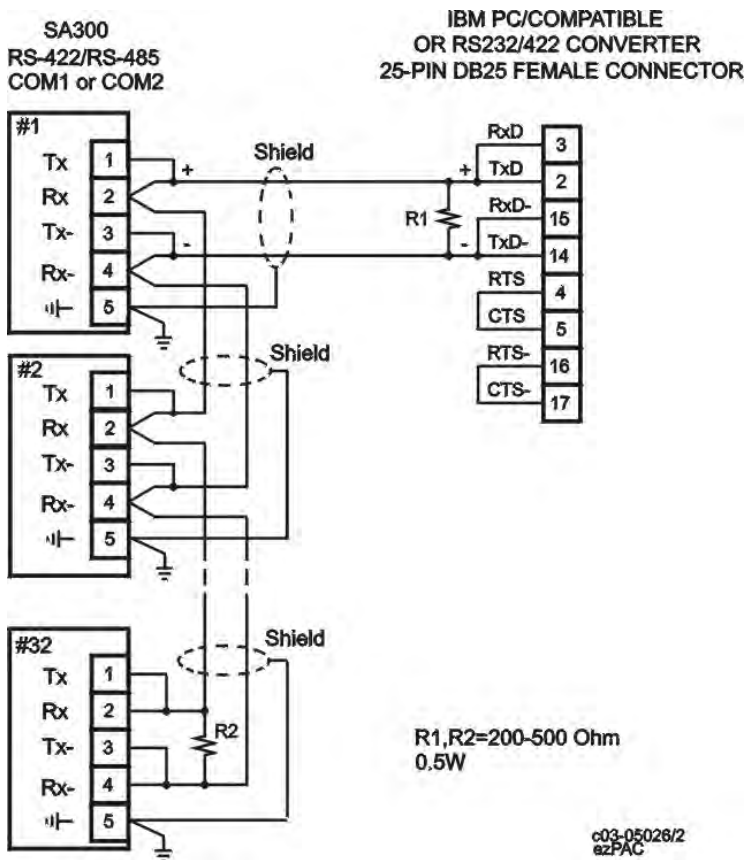 SA300
RS-422/RS-485
COM1 or COM2
IBM PC/COMPATIBLE
OR RS232/422 CONVERTER
25-PIN DB25 FEMALE CONNECTOR
#1
Tx 1
Rx 2
Tx- 3
Rx- 4
5
+
-
Shield
R1
+
-
RxD 3
TxD 2
RxD- 15
TxD- 14
RTS 4
CTS 5
RTS- 16
CTS- 17
#2
Tx 1
Rx 2
Tx- 3
Rx- 4
5
Shield
#32
Tx 1
Rx 2
Tx- 3
Rx- 4
5
Shield
R2
R1,R2=200-500 Ohm
0.5W
c03-05026/2
ezPAC